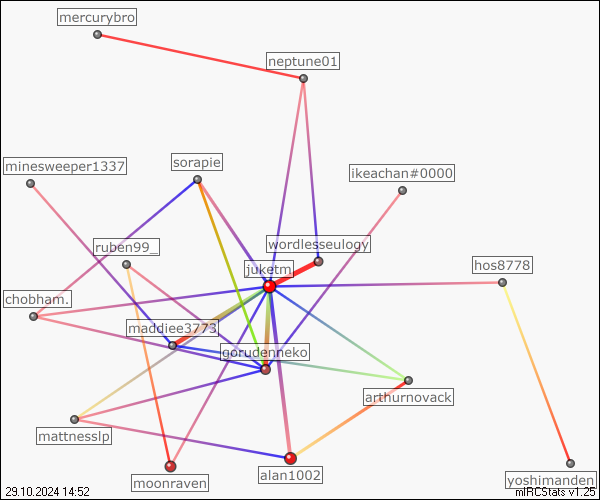 mercurybro
neptune01
sorapie
minesweeper1337
ikeachan#0000
ruben99_
wordlesseulogy
juketm
hos8778
chobham.
maddiee3773
gorudenneko
arthurnovack
mattnesslp
alan1002
moonraven
yoshimanden
29.10.2024 14:52
mIRCStats v1.25